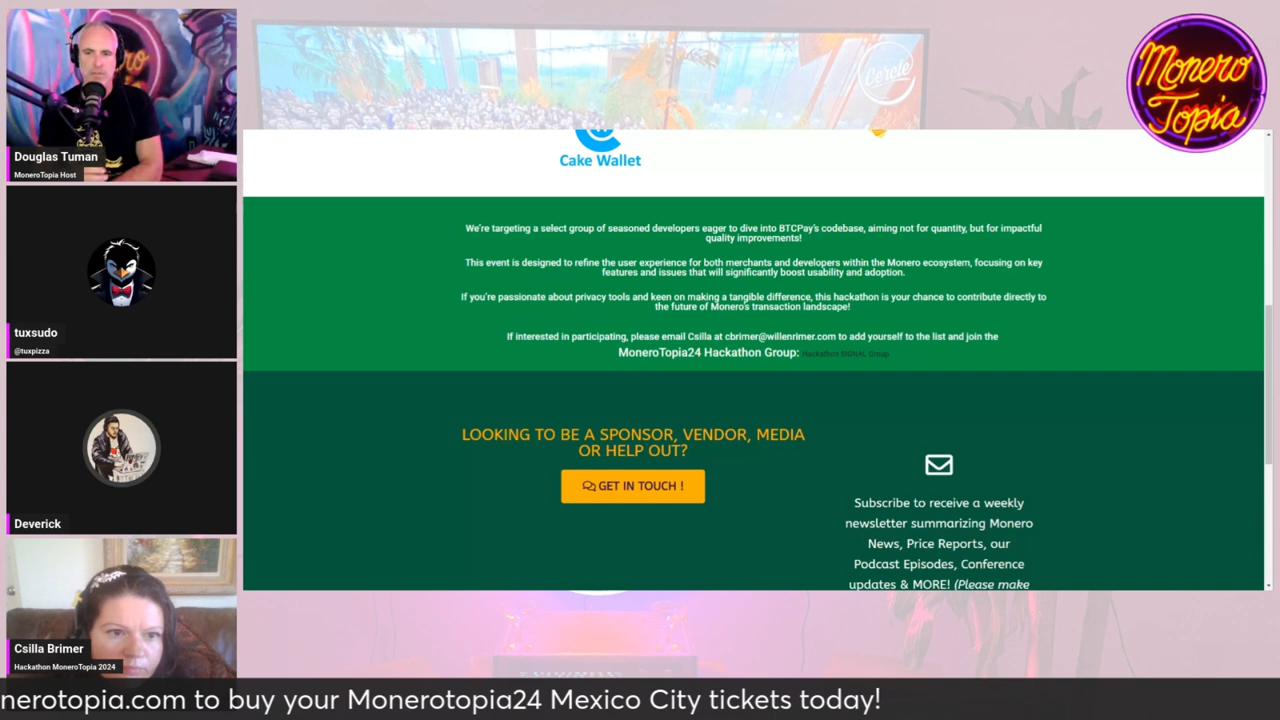 Douglas Tuman
MoneroTopia Host
tuxsudo
@tuxpizza
Deverick
Csilla Brimer
Hackathon MoneroTopia 2024
Cercle
Monero
Topia
Cake Wallet
We're targeting a select group of seasoned developers eager to dive into BTCPay's codebase, aiming not for quantity, but for impactful
quality improvements!
This event is designed to refine the user experience for both merchants and developers within the Monero ecosystem, focusing on key
features and issues that will significantly boost usability and adoption.
If you're passionate about privacy tools and keen on making a tangible difference, this hackathon is your chance to contribute directly to
the future of Monero's transaction landscape!
If interested in participating, please email Csilla at cbrimer@willenrimer.com to add yourself to the list and join the
MoneroTopia24 Hackathon Group: Hackathon SIGNAL Group
LOOKING TO BE A SPONSOR, VENDOR, MEDIA
OR HELP OUT?
GET IN TOUCH !
Subscribe to receive a weekly
newsletter summarizing Monero
News, Price Reports, our
Podcast Episodes, Conference
updates & MORE! (Please make
nerotopia.com to buy your Monerotopia24 Mexico City tickets today!